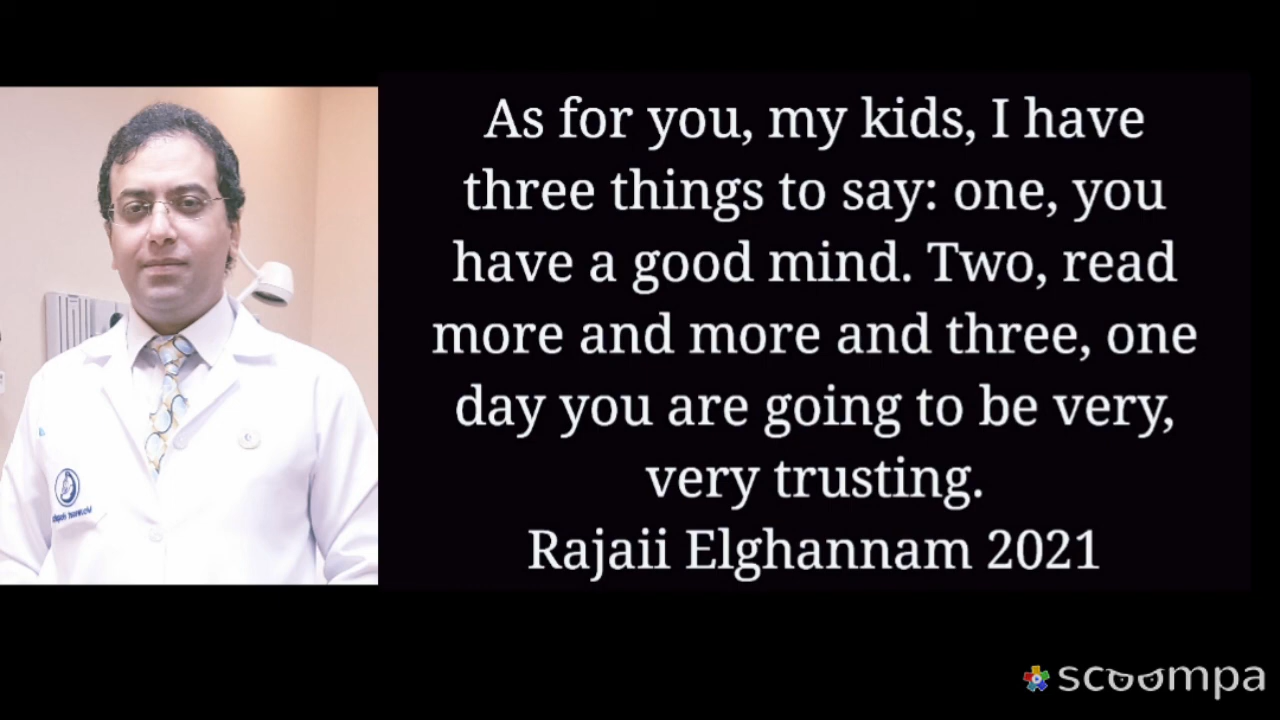 As for you, my kids, I have
three things to say: one, you
have a good mind. Two, read
more and more and three, one
day you are going to be very,
very trusting.
Rajaii Elghannam 2021
scoompa